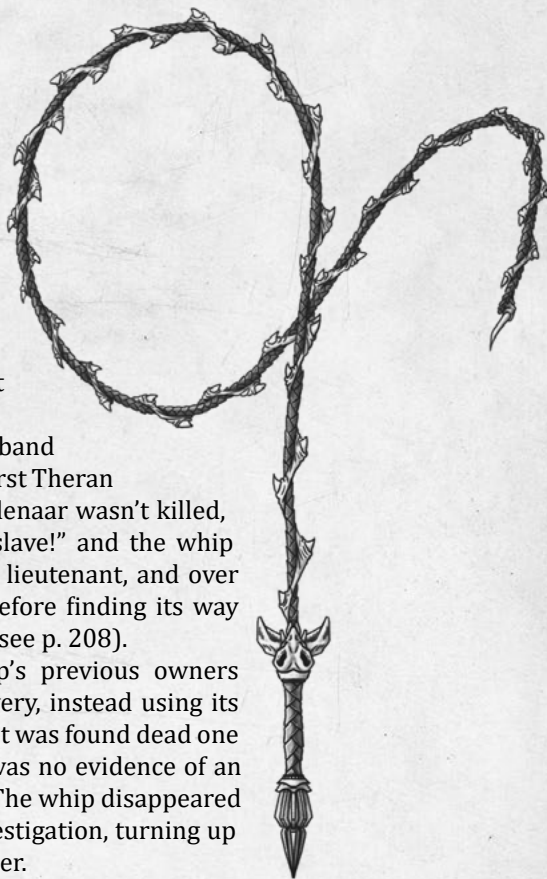 t
band
rst Theran
lenaar wasn’t killed,
slave!” and the whip
lieutenant, and over
efore finding its way
see p. 208).
p’s previous owners
very, instead using its
t was found dead one
was no evidence of an
The whip disappeared
estigation, turning up
er.